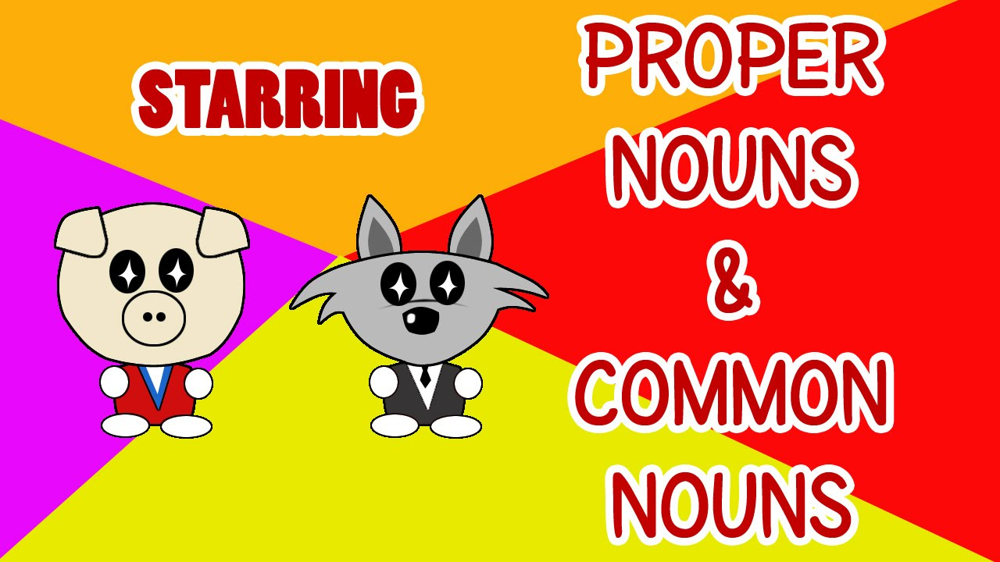 STARRING
PROPER
NOUNS
&
COMMON
NOUNS